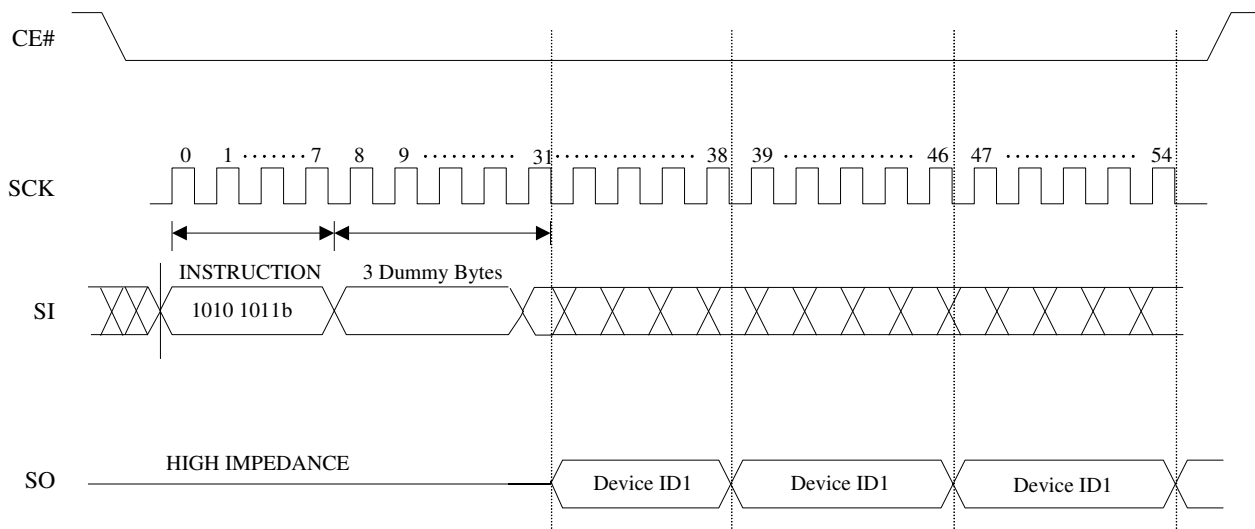 CE#
0 1 ....... 7 8 9 .......... 31 ............... 38 39 ............... 46 47 ............... 54
SCK
INSTRUCTION 3 Dummy Bytes
SI 1010 1011b
HIGH IMPEDANCE
SO Device ID1 Device ID1 Device ID1